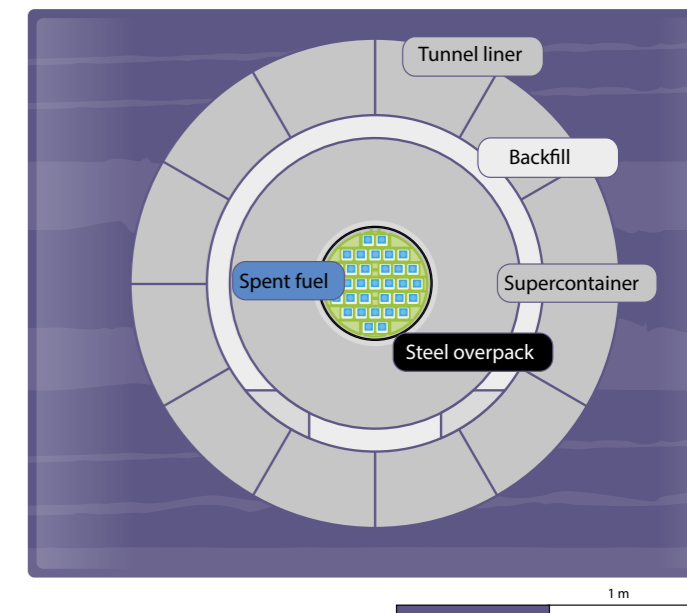 Tunnel liner
Backfill
Spent fuel
Supercontainer
Steel overpack
1 m